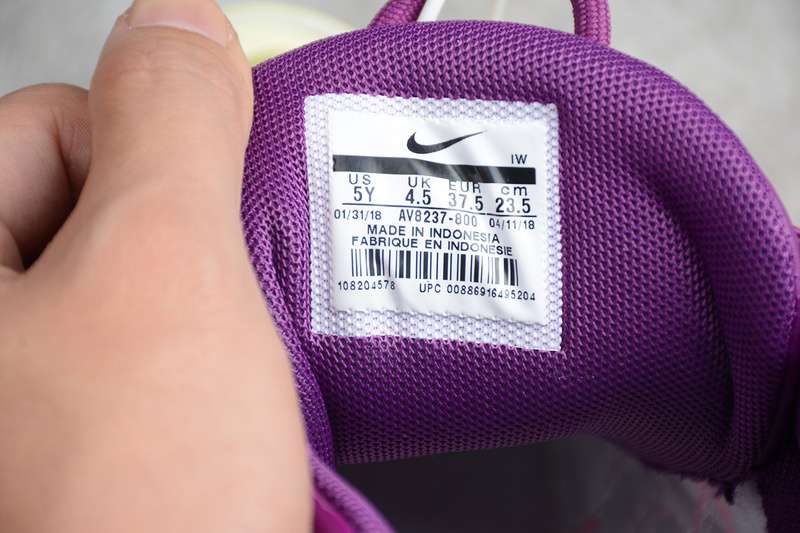 IW
US UK EUR cm
5Y 4.5 37.5 23.5
01/31/18 AV8237-800 04/11/18
MADE IN INDONESIA
FABRIQUE EN INDONESIE
108204578 UPC 00886916495204